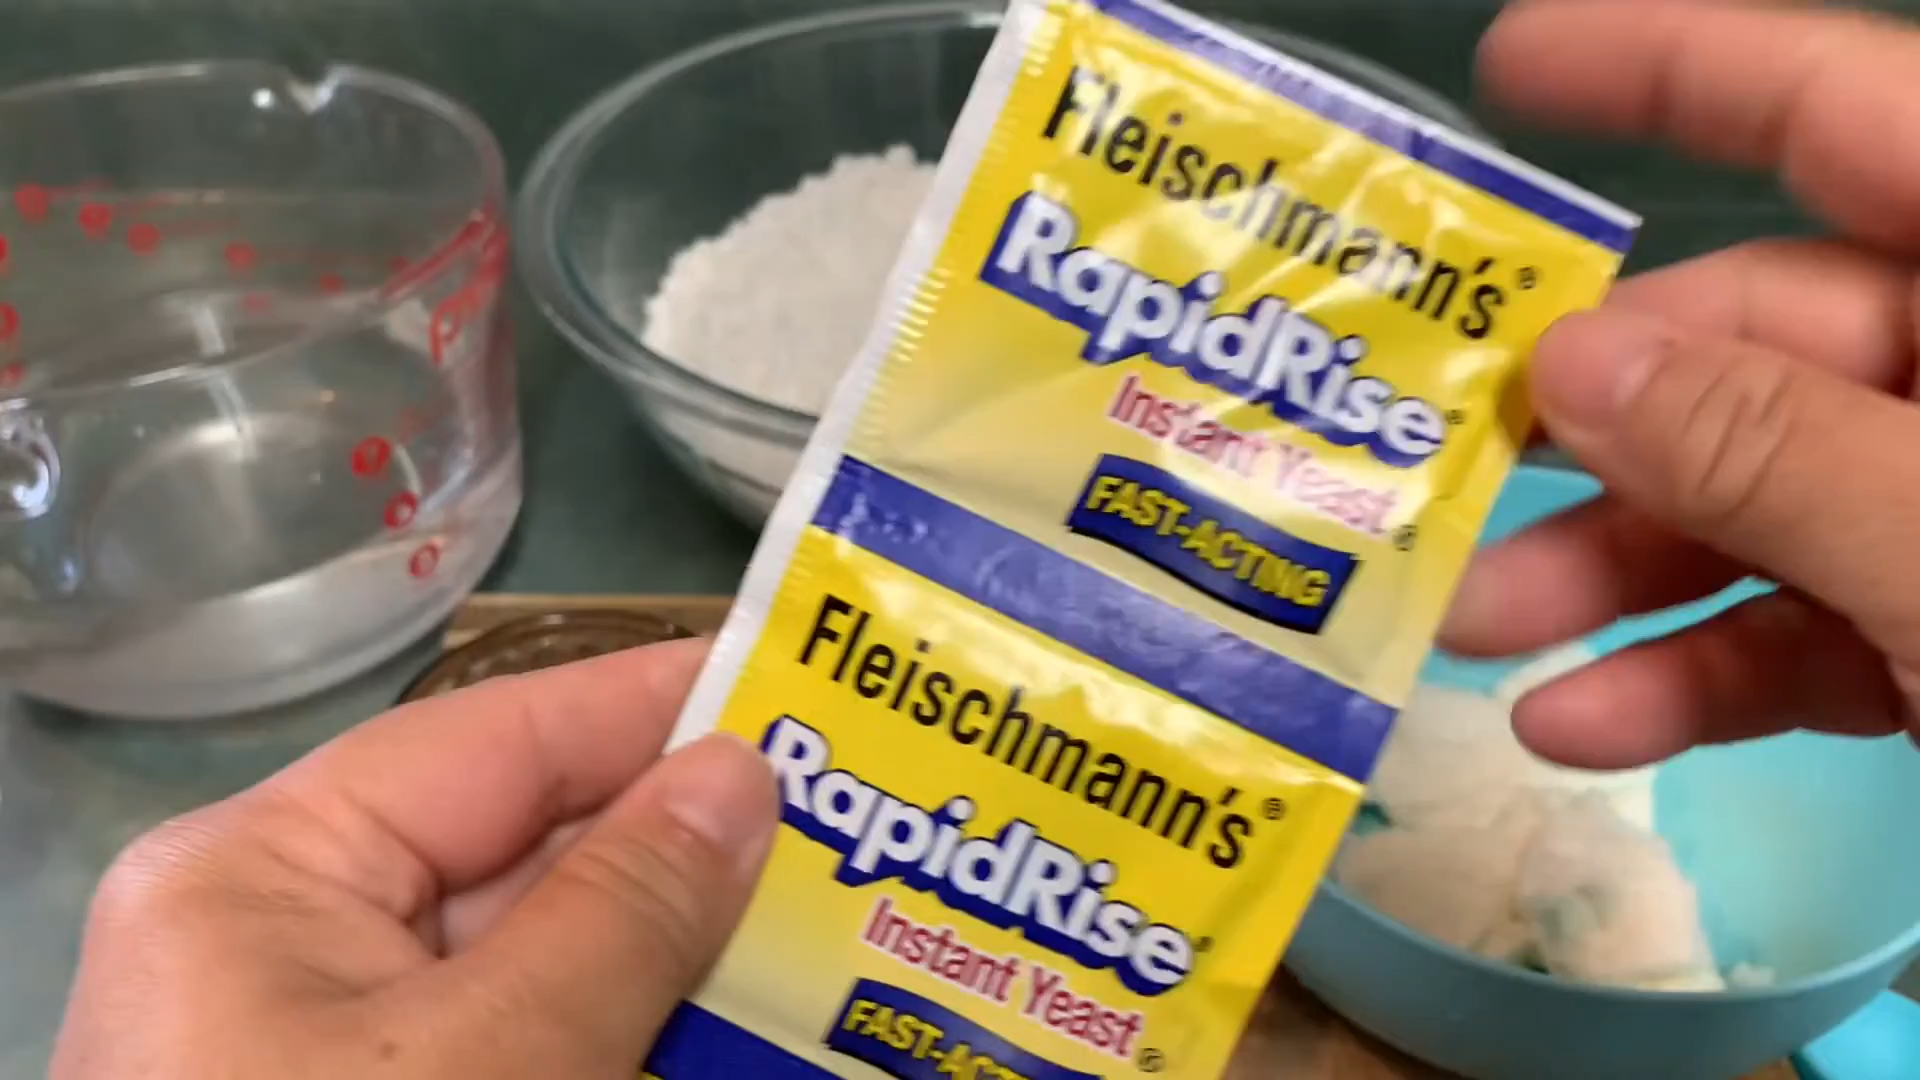 Fleischmann's®
RapidRise®
Instant Yeast®
FAST-ACTING
Fleischmann's®
RapidRise®
Instant Yeast®